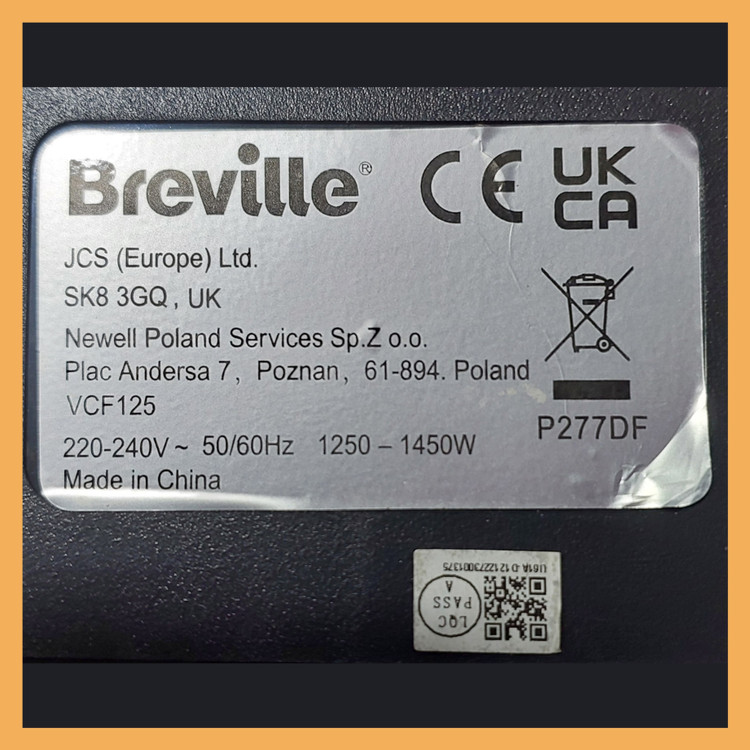 Breville®
CE UK
CA
JCS (Europe) Ltd.
SK8 3GQ, UK
Newell Poland Services Sp.Z o.o.
Plac Andersa 7, Poznan, 61-894. Poland
VCF125
P277DF
220-240V~ 50/60Hz 1250 – 1450W
Made in China
LQC
PASS
A